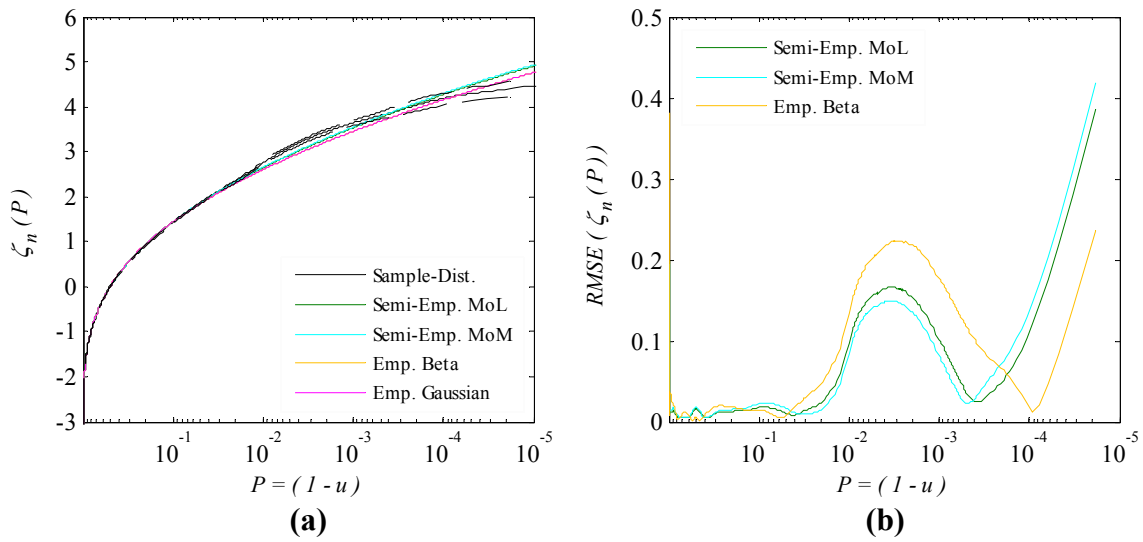 6
5
4
3
2
1
0
-1
-2
-3
ζn (P)
Sample-Dist.
Semi-Emp. MoL
Semi-Emp. MoM
Emp. Beta
Emp. Gaussian
10-1
10-2
10-3
10-4
10-5
P = ( 1 - u )
(a)
0.5
0.4
0.3
0.2
0.1
0
RMSE ( ζn (P) )
Semi-Emp. MoL
Semi-Emp. MoM
Emp. Beta
10-1
10-2
10-3
10-4
10-5
P = ( 1 - u )
(b)